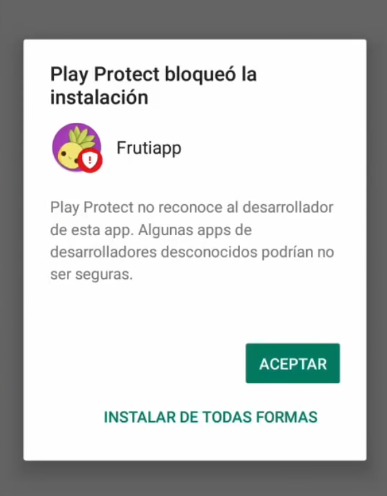 Play Protect bloqueó la
instalación
Frutiapp
Play Protect no reconoce al desarrollador
de esta app. Algunas apps de
desarrolladores desconocidos podrían no
ser seguras.
ACEPTAR
INSTALAR DE TODAS FORMAS